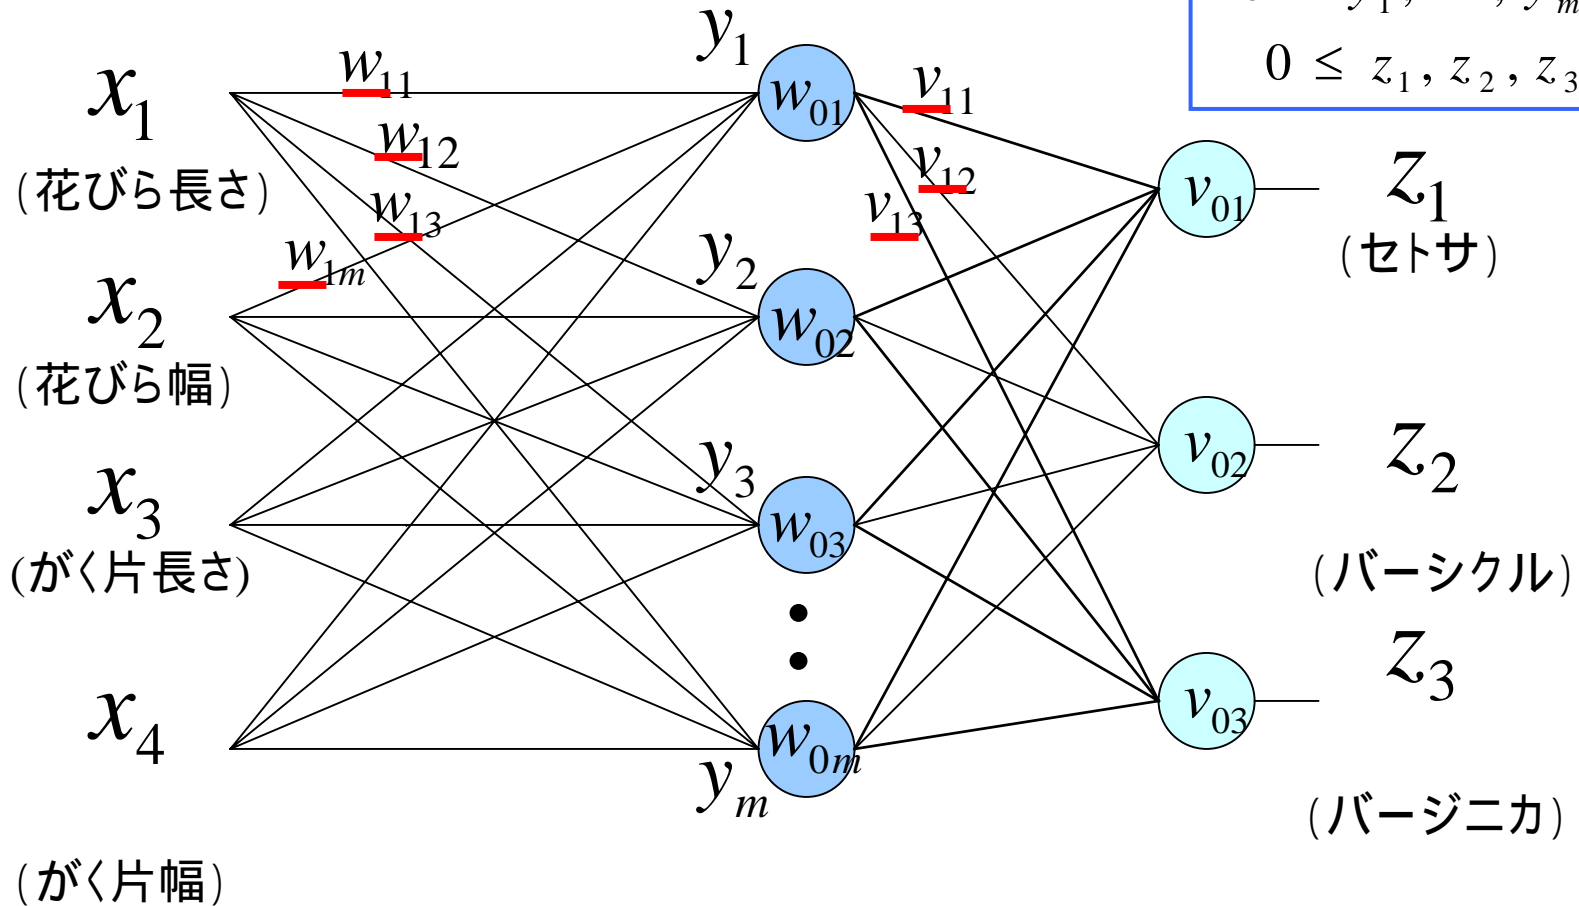 x1
(花びら長さ)
x2
(花びら幅)
x3
(がく片長さ)
x4
(がく片幅)
w11
w12
w13
w1m
y1
w01
y2
w02
y3
w03
ym
w0m
v11
v12
v13
0 ≤ z1, z2, z3
v01
z1
(セトサ)
v02
z2
(バーシクル)
v03
z3
(バージニカ)